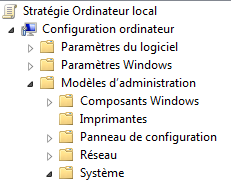 Stratégie Ordinateur local
Configuration ordinateur
Paramètres du logiciel
Paramètres Windows
Modèles d'administration
Composants Windows
Imprimantes
Panneau de configuration
Réseau
Système